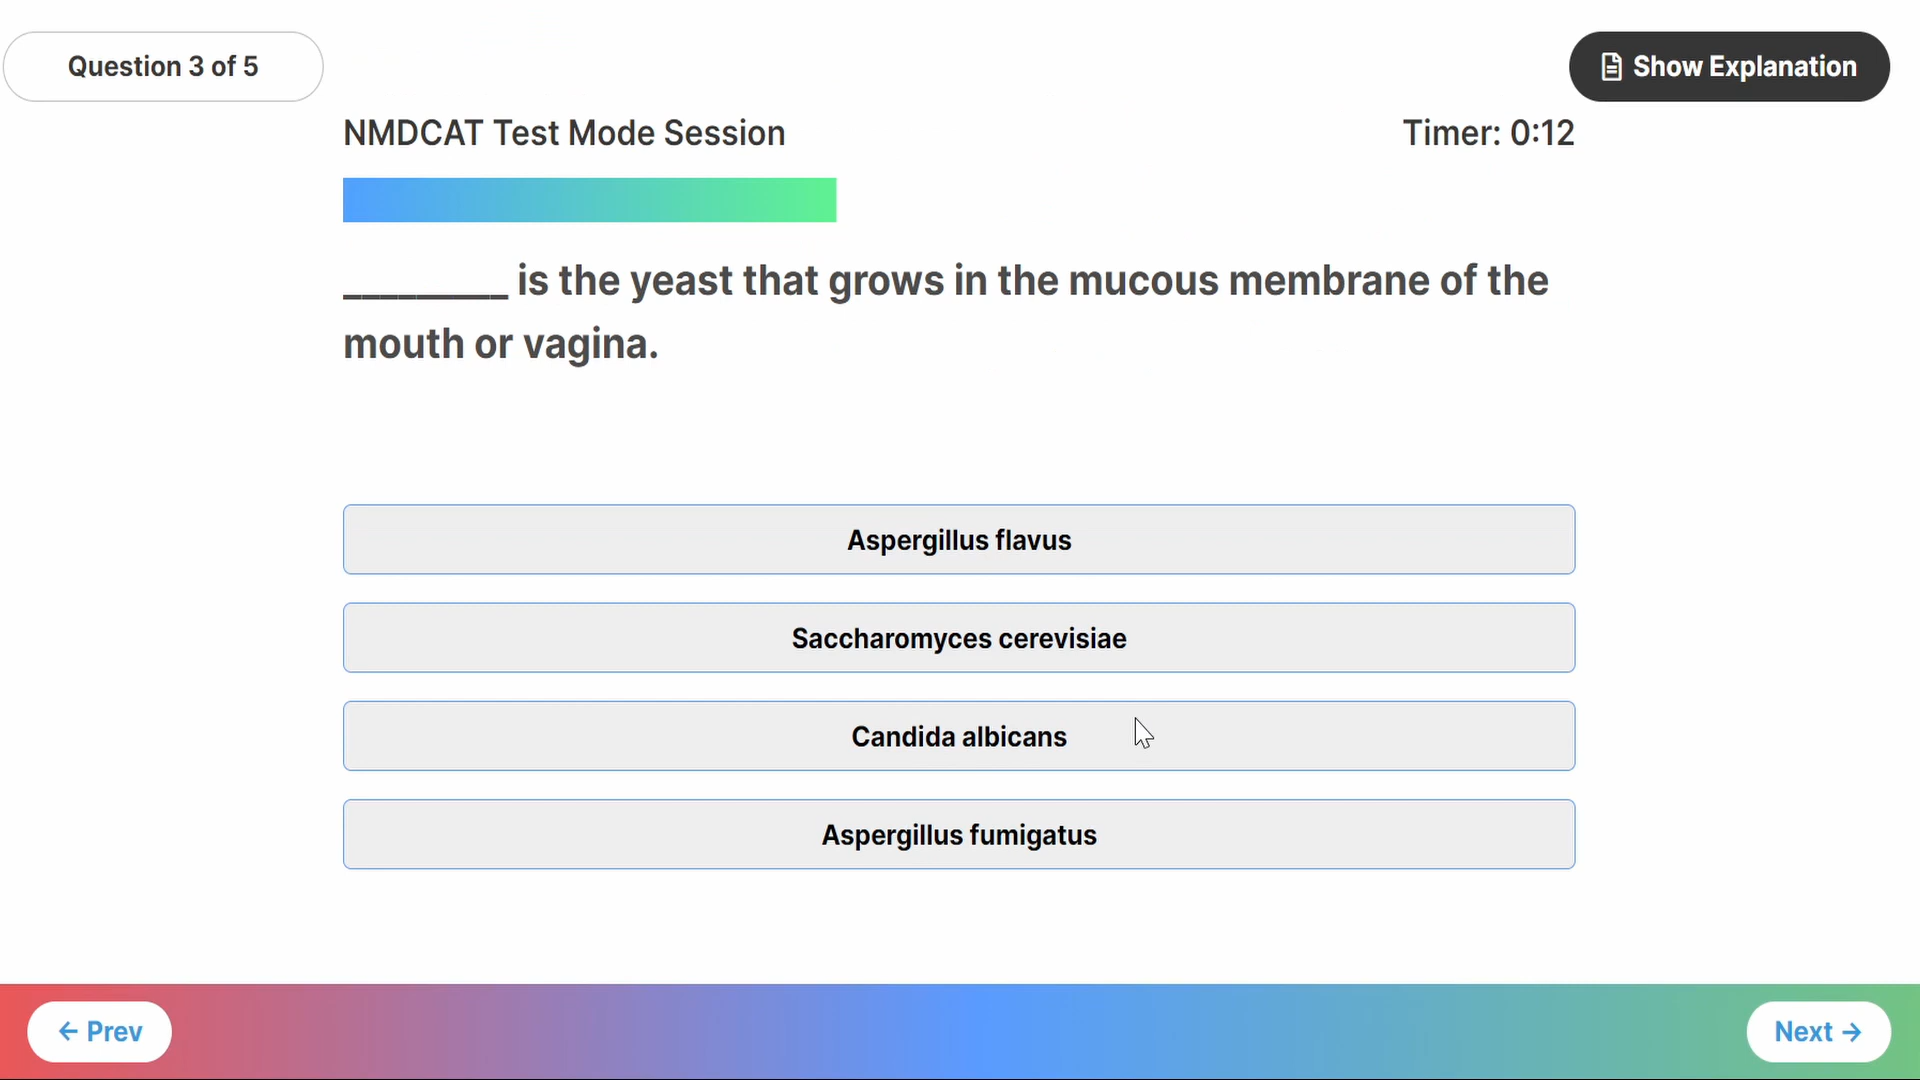 Question 3 of 5
Show Explanation
NMDCAT Test Mode Session
Timer: 0:12
_________ is the yeast that grows in the mucous membrane of the
mouth or vagina.
Aspergillus flavus
Saccharomyces cerevisiae
Candida albicans
Aspergillus fumigatus
← Prev
Next →